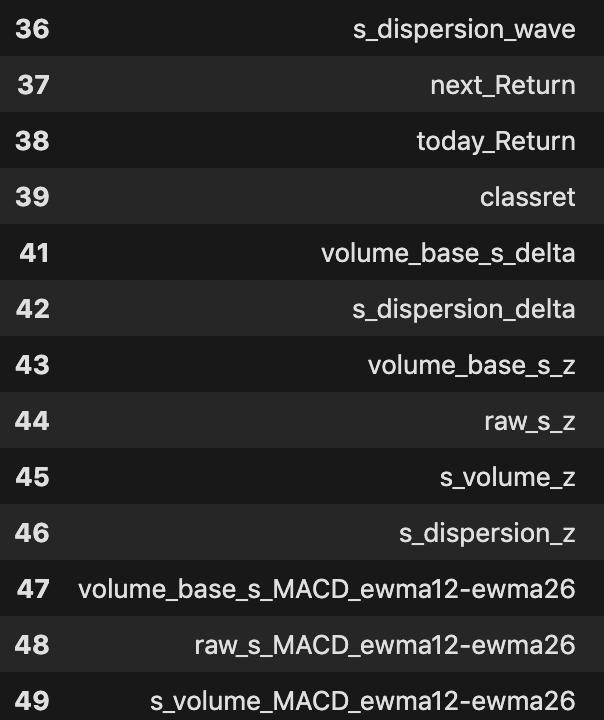 36 s_dispersion_wave
37 next_Return
38 today_Return
39 classret
41 volume_base_s_delta
42 s_dispersion_delta
43 volume_base_s_z
44 raw_s_z
45 s_volume_z
46 s_dispersion_z
47 volume_base_s_MACD_ewma12-ewma26
48 raw_s_MACD_ewma12-ewma26
49 s_volume_MACD_ewma12-ewma26